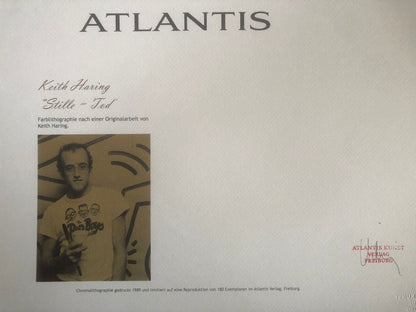 ATLANTIS
Keith Haring
"Stille – Tod"
Farblithographie nach einer Originalarbeit von
Keith Haring.
ATLANTIS KUNST
VERLAG
FREIBURG
Chromolithographie gedruckt 1989 und limitiert auf eine Reproduktion von 180 Exemplaren im Atlantis Verlag, Freiburg.